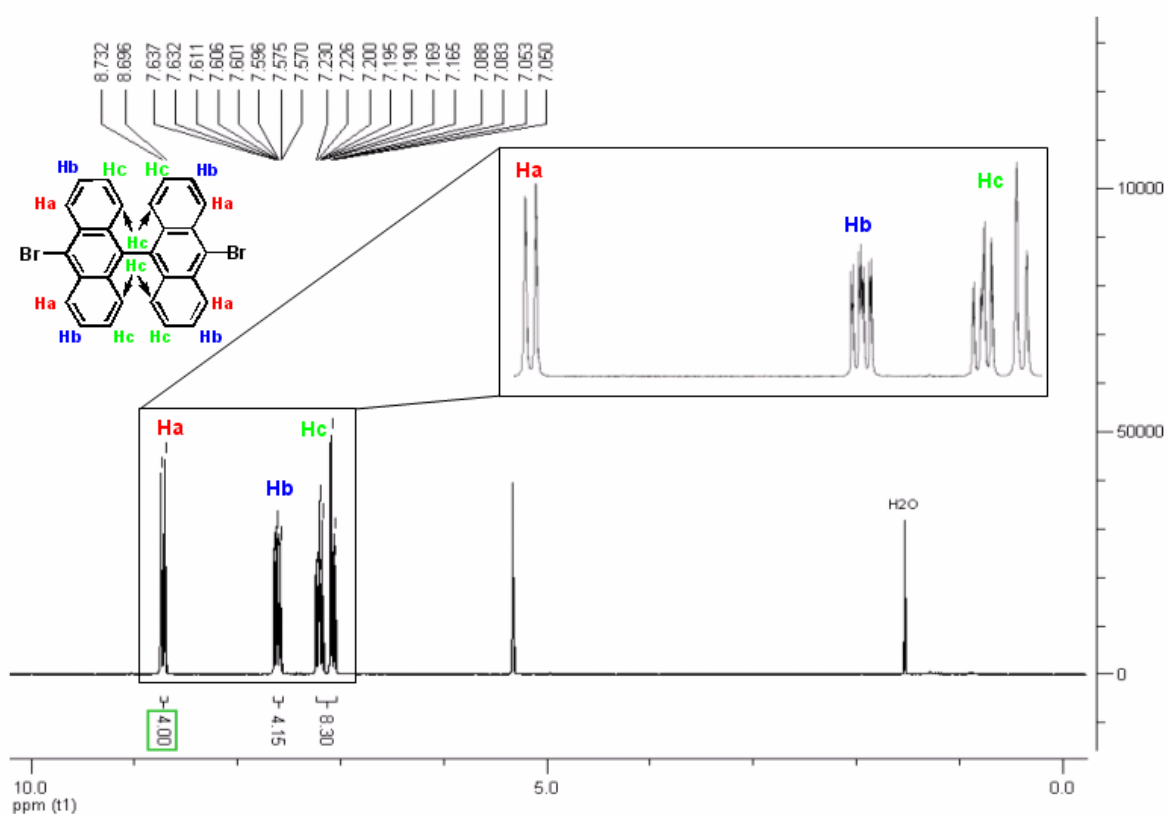 8.732
8.696
7.637
7.632
7.611
7.606
7.601
7.596
7.575
7.570
7.230
7.226
7.200
7.195
7.190
7.169
7.165
7.088
7.083
7.053
7.050
Hb Hc Hc Hb
Ha Ha
Hc
Br Br
Hc
Ha Ha
Hb Hc Hc Hb
Ha
Hb
Hc
10000
Ha
Hb
Hc
50000
H2O
0
4.00
4.15
8.30
10.0 5.0 0.0
ppm (t1)